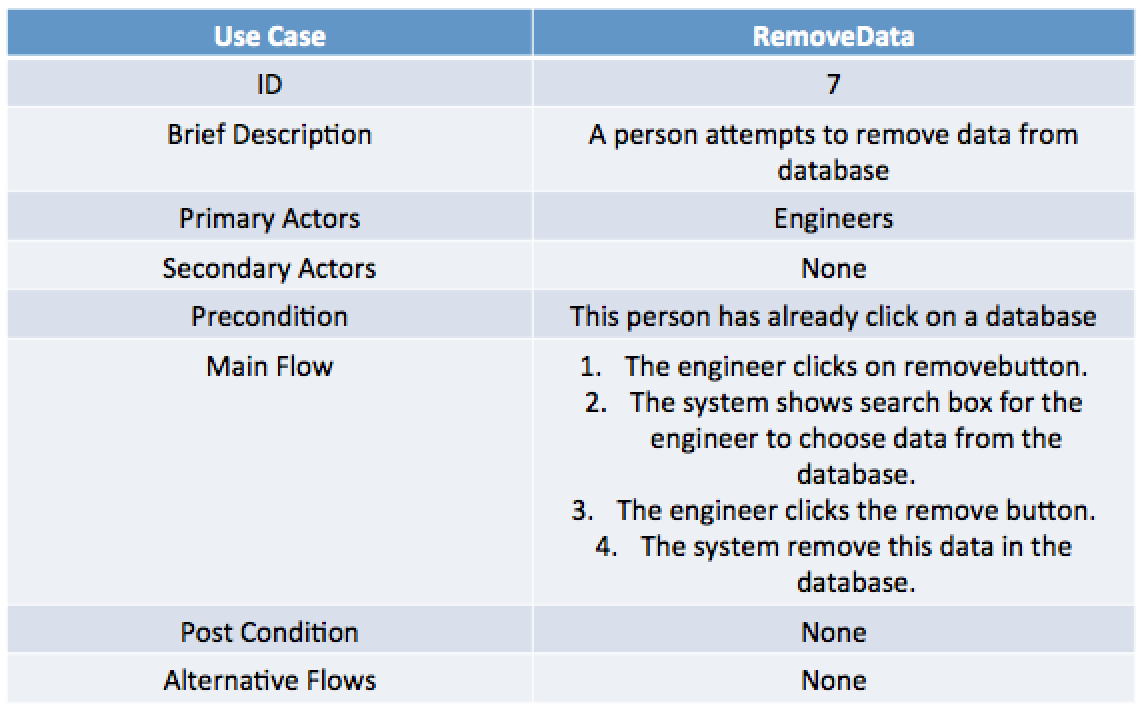 Use Case RemoveData
ID 7
Brief Description A person attempts to remove data from
database
Primary Actors Engineers
Secondary Actors None
Precondition This person has already click on a database
Main Flow 1. The engineer clicks on removebutton.
2. The system shows search box for the
engineer to choose data from the
database.
3. The engineer clicks the remove button.
4. The system remove this data in the
database.
Post Condition None
Alternative Flows None